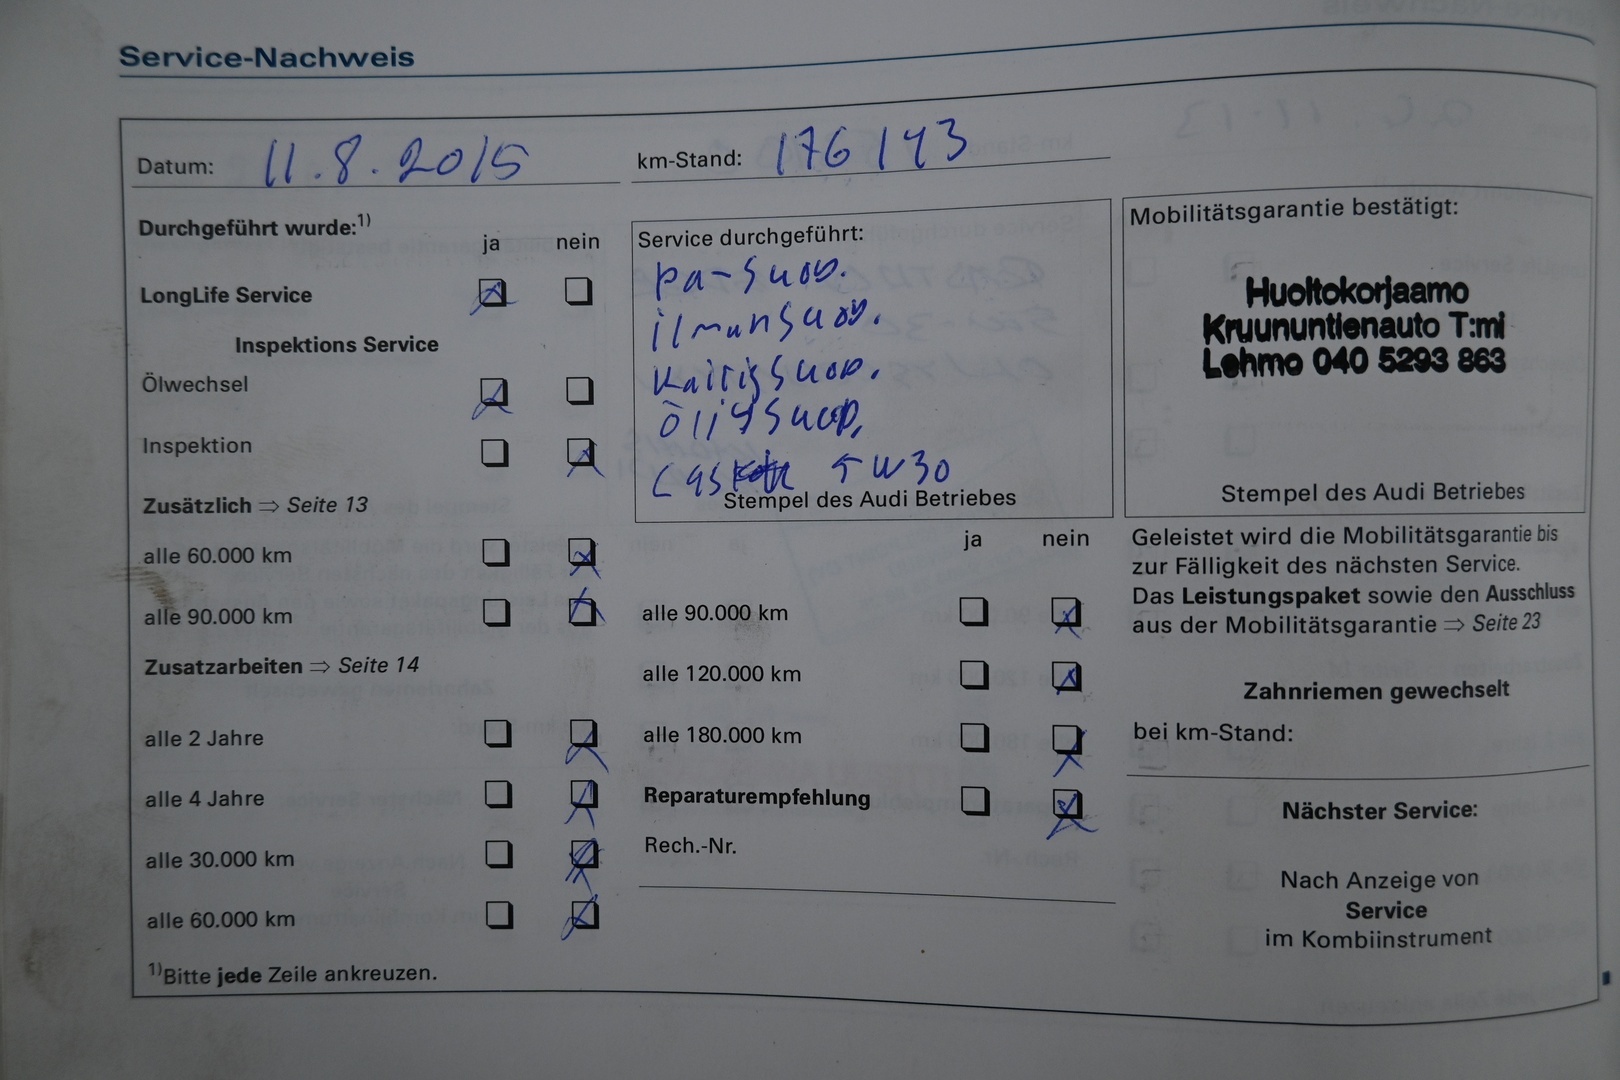 Service-Nachweis
Datum: 11.8.2015
km-Stand: 176143
Durchgeführt wurde:1)
ja nein
LongLife Service
Inspektions Service
Ölwechsel
Inspektion
Zusätzlich ⇒ Seite 13
alle 60.000 km
alle 90.000 km
Zusatzarbeiten ⇒ Seite 14
alle 2 Jahre
alle 4 Jahre
alle 30.000 km
alle 60.000 km
1)Bitte jede Zeile ankreuzen.
Service durchgeführt:
pa-suod.
ilmansuod.
Raitissuod.
öljysuod,
5W30
Stempel des Audi Betriebes
ja nein
alle 90.000 km
alle 120.000 km
alle 180.000 km
Reparaturempfehlung
Rech.-Nr.
Mobilitätsgarantie bestätigt:
Huoltokorjaamo
Kruununtienauto T:mi
Lehmo 040 5293 863
Stempel des Audi Betriebes
Geleistet wird die Mobilitätsgarantie bis
zur Fälligkeit des nächsten Service.
Das Leistungspaket sowie den Ausschluss
aus der Mobilitätsgarantie ⇒ Seite 23
Zahnriemen gewechselt
bei km-Stand:
Nächster Service:
Nach Anzeige von
Service
im Kombiinstrument